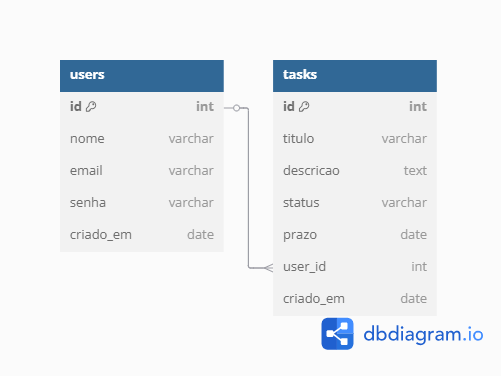 users
id int
nome varchar
email varchar
senha varchar
criado_em date
tasks
id int
titulo varchar
descricao text
status varchar
prazo date
user_id int
criado_em date
dbdiagram.io